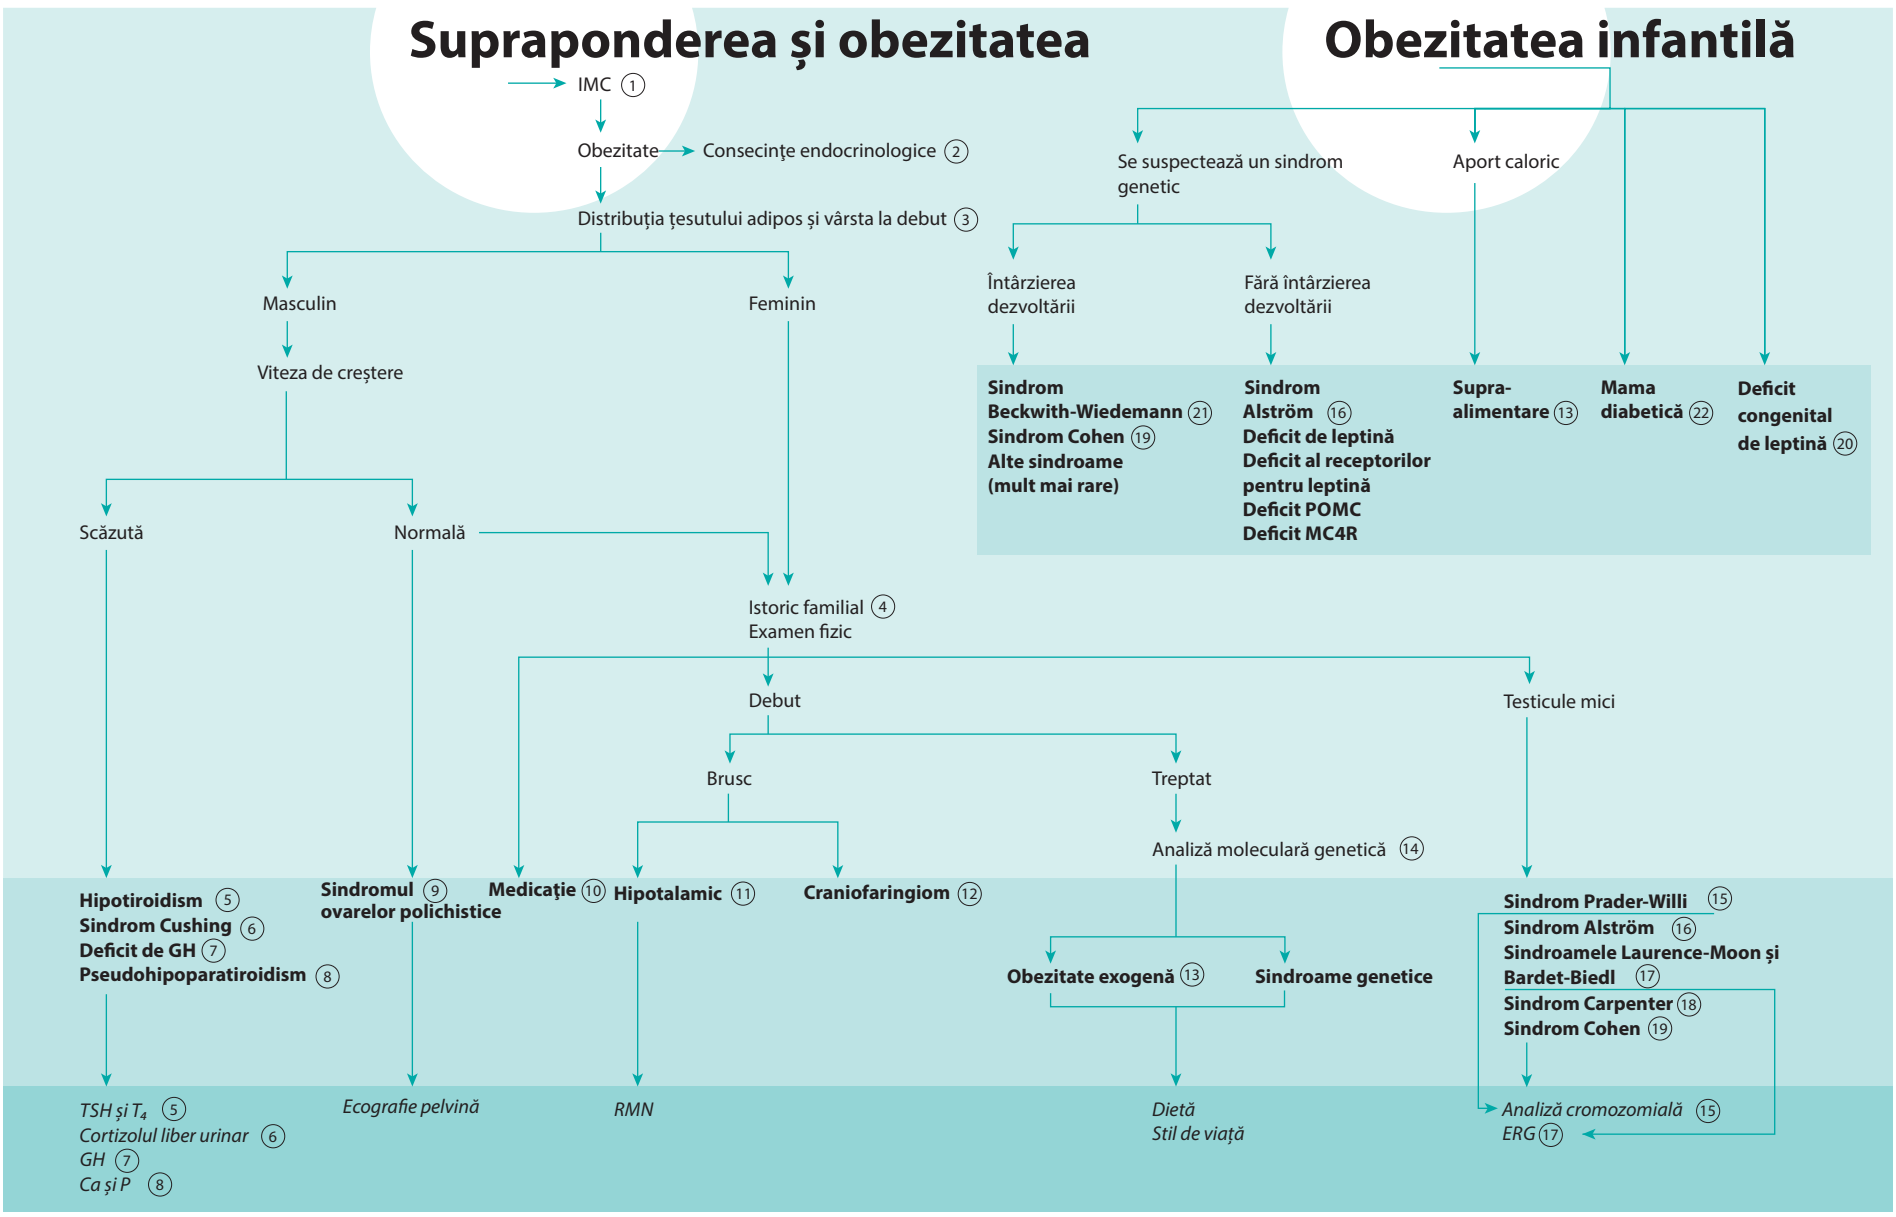 Supraponderea și obezitatea
IMC 1
Obezitate
Consecințe endocrinologice 2
Distribuția țesutului adipos și vârsta la debut 3
Masculin
Feminin
Viteza de creștere
Scăzută
Normală
Istoric familial 4
Examen fizic
Debut
Testicule mici
Brusc
Treptat
Analiză moleculară genetică 14
Hipotiroidism 5
Sindrom Cushing 6
Deficit de GH 7
Pseudohipoparatiroidism 8
Sindromul 9
ovarelor polichistice
Medicație 10
Hipotalamic 11
Craniofaringiom 12
Obezitate exogenă 13
Sindroame genetice
Sindrom Prader-Willi 15
Sindrom Alström 16
Sindroamele Laurence-Moon și
Bardet-Biedl 17
Sindrom Carpenter 18
Sindrom Cohen 19
TSH și T₄ 5
Cortizolul liber urinar 6
GH 7
Ca și P 8
Ecografie pelvină
RMN
Dietă
Stil de viață
Analiză cromozomială 15
ERG 17
Obezitatea infantilă
Se suspectează un sindrom
genetic
Aport caloric
Întârzierea
dezvoltării
Fără întârzierea
dezvoltării
Sindrom
Beckwith-Wiedemann 21
Sindrom Cohen 19
Alte sindroame
(mult mai rare)
Sindrom
Alström 16
Deficit de leptină
Deficit al receptorilor
pentru leptină
Deficit POMC
Deficit MC4R
Supra-
alimentare 13
Mama
diabetică 22
Deficit
congenital
de leptină 20